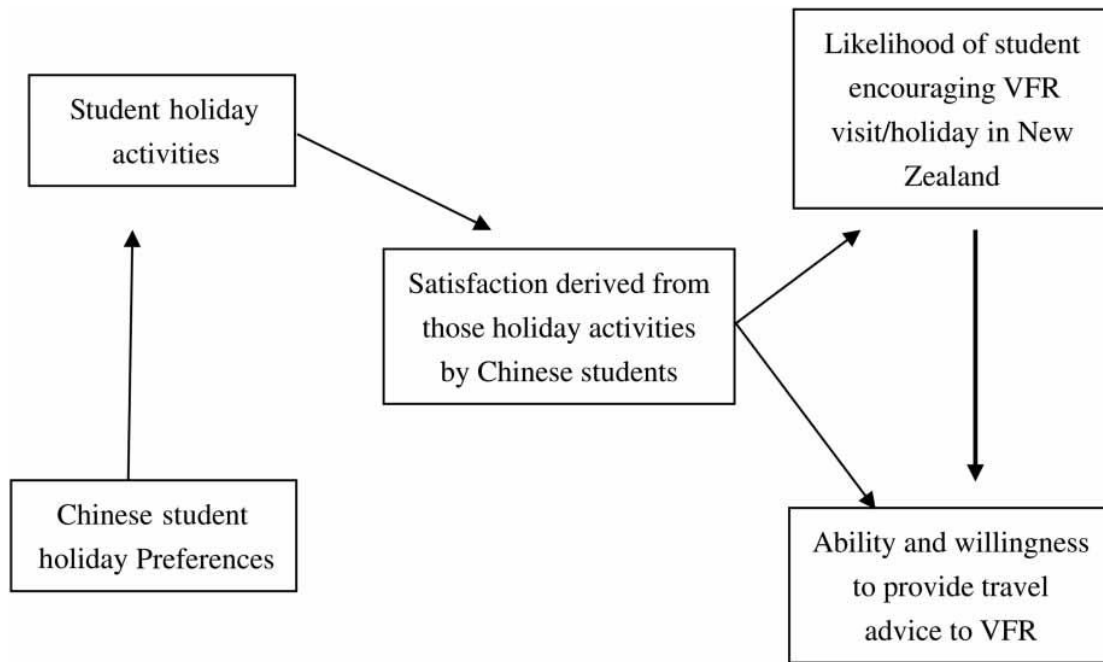 Student holiday
activities
Chinese student
holiday Preferences
Satisfaction derived from
those holiday activities
by Chinese students
Likelihood of student
encouraging VFR
visit/holiday in New
Zealand
Ability and willingness
to provide travel
advice to VFR